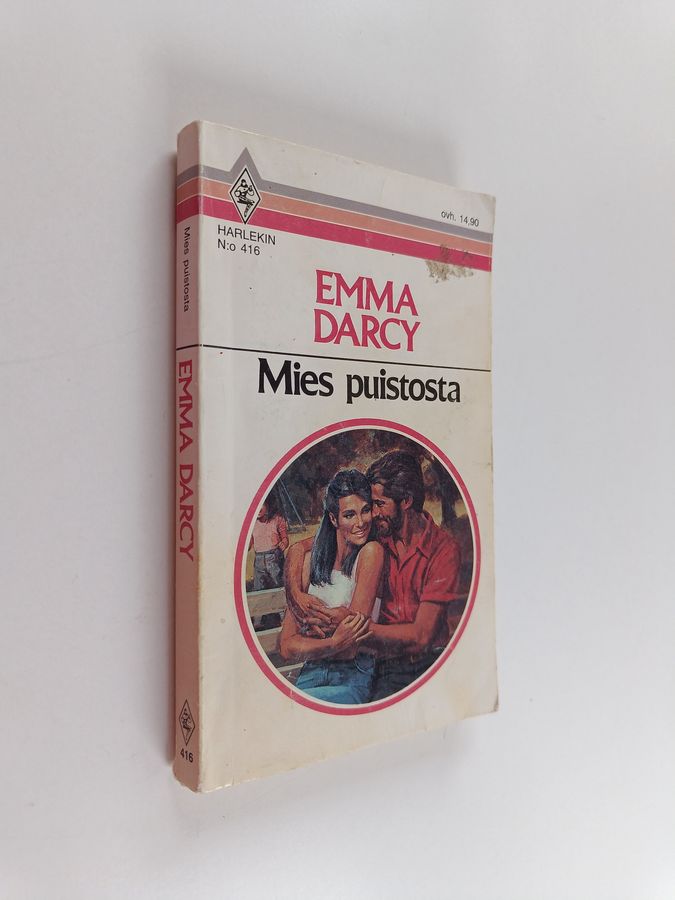 HARLEKIN
N:o 416
ovh. 14,90
EMMA
DARCY
Mies puistosta
Mies puistosta
EMMA DARCY
416